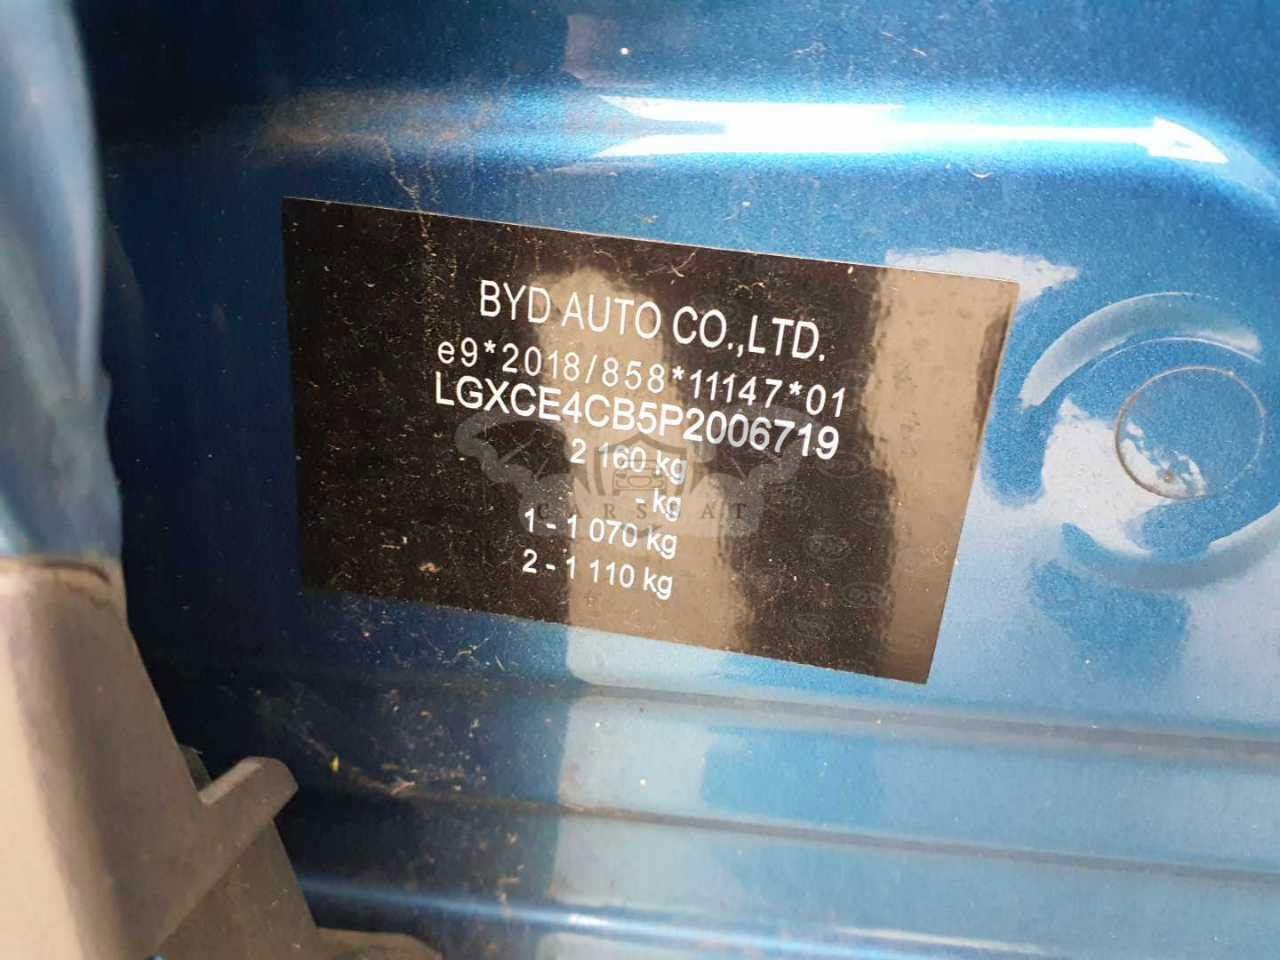 BYD AUTO CO.,LTD.
e9*2018/858*11147*01
LGXCE4CB5P2006719
2 160 kg
- kg
1 - 1 070 kg
2 - 1 110 kg
CARSBAT